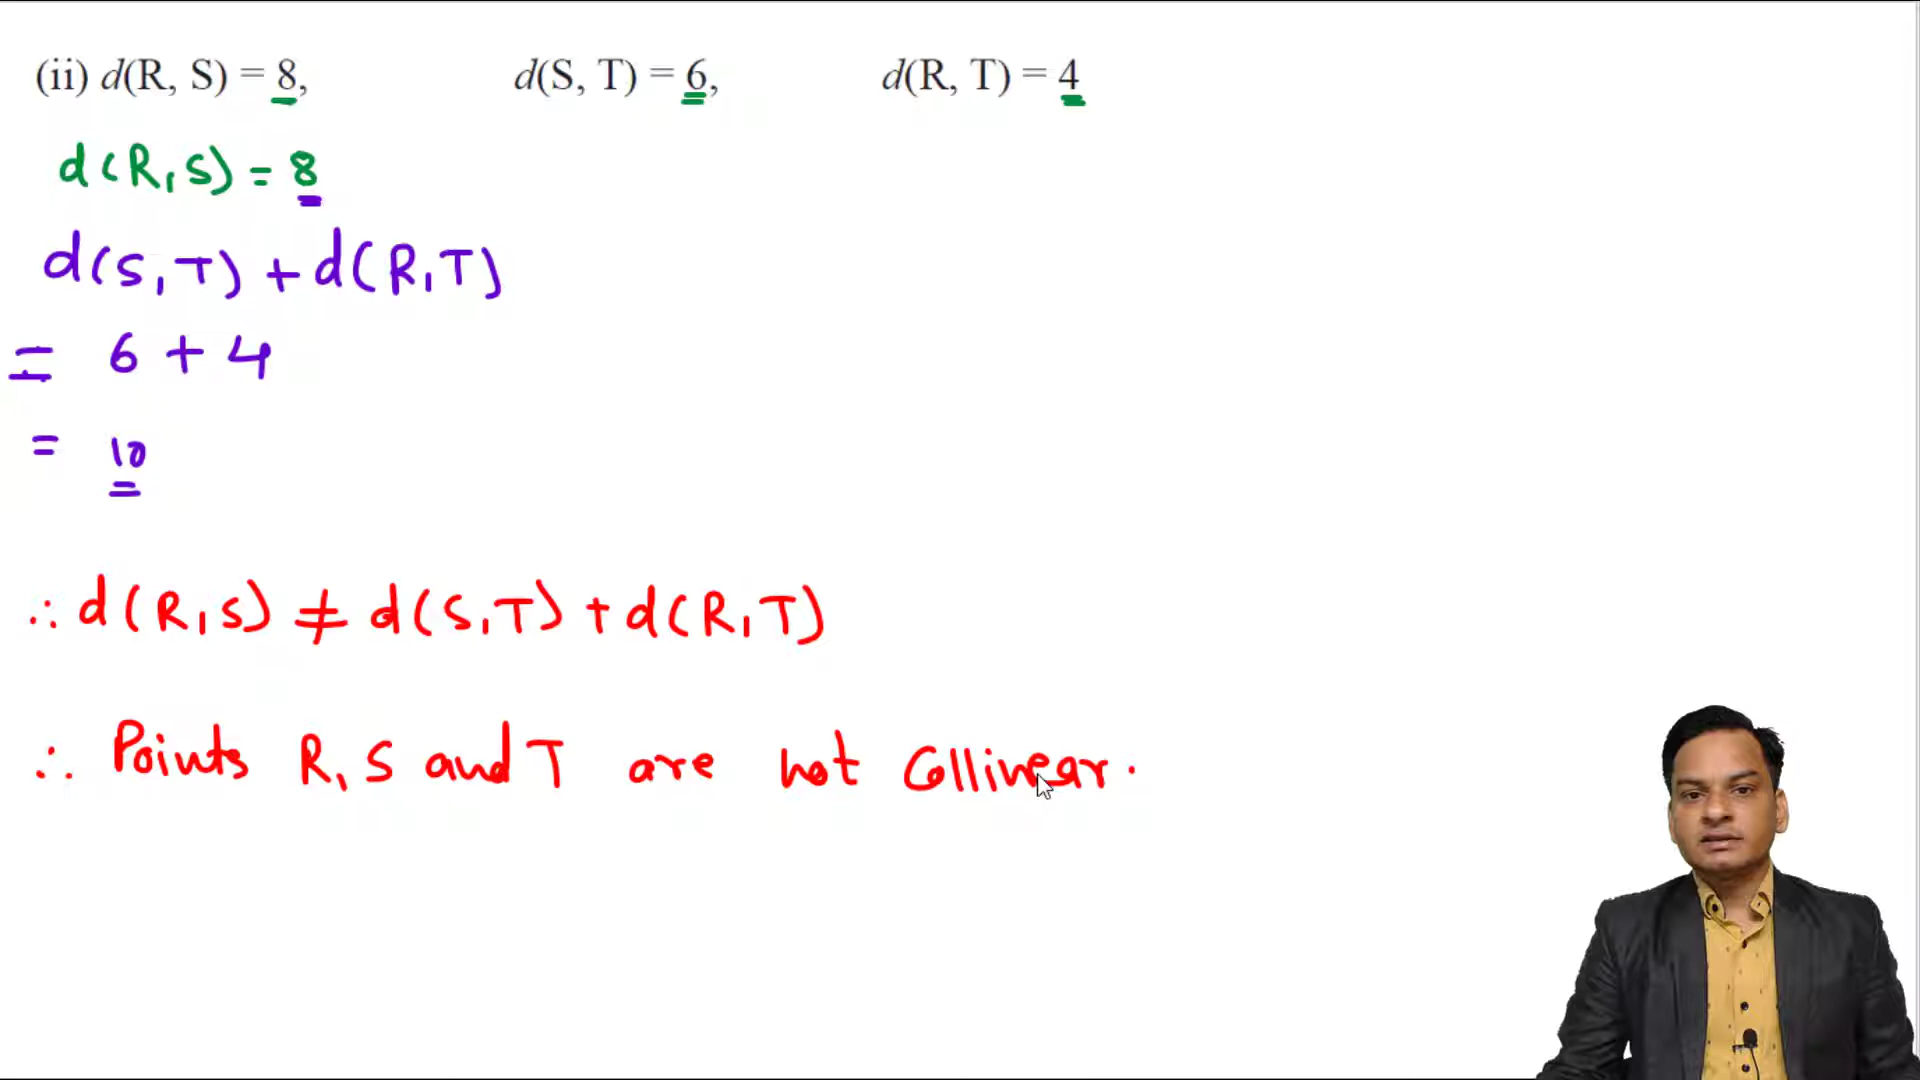 (ii) d(R, S) = 8, d(S, T) = 6, d(R, T) = 4
d(R,S) = 8
d(S,T) + d(R,T)
= 6 + 4
= 10
∴ d(R,S) ≠ d(S,T) + d(R,T)
∴ Points R, S and T are not Collinear.